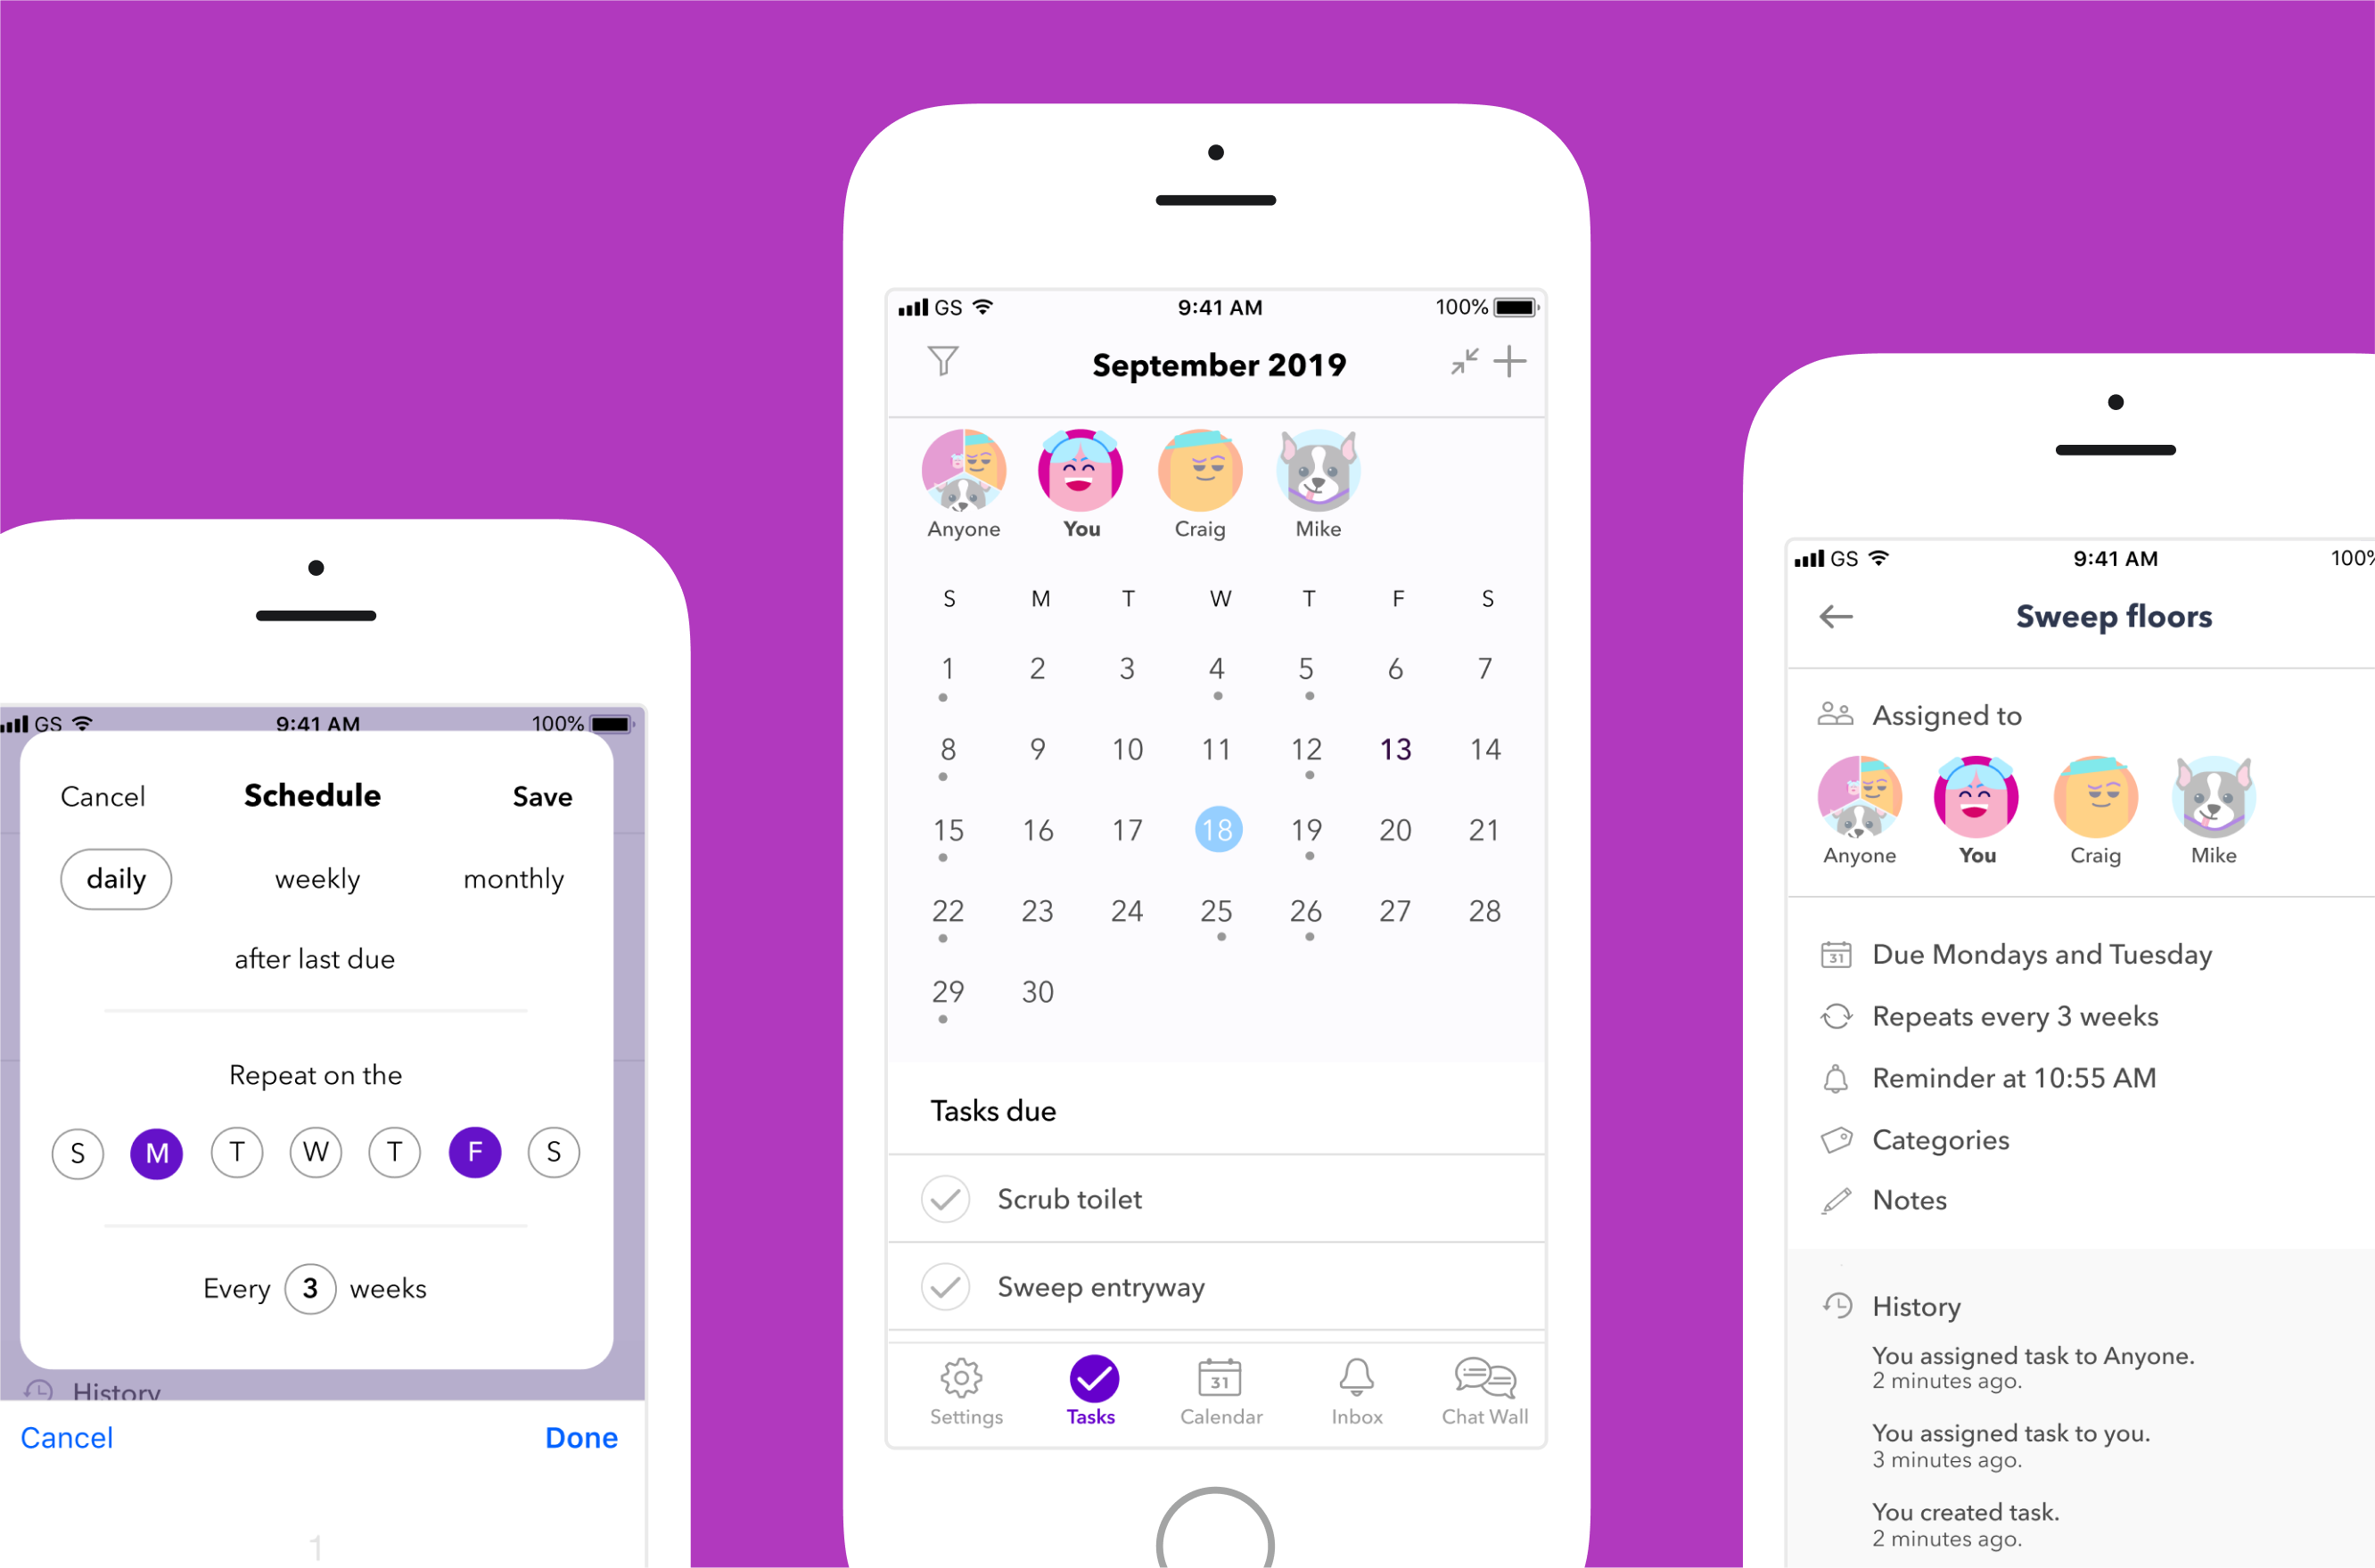 GS 9:41 AM 100%
Cancel Schedule Save
daily weekly monthly
after last due
Repeat on the
S M T W T F S
Every 3 weeks
History
Cancel Done
1
GS 9:41 AM 100%
September 2019
Anyone You Craig Mike
S M T W T F S
1 2 3 4 5 6 7
8 9 10 11 12 13 14
15 16 17 18 19 20 21
22 23 24 25 26 27 28
29 30
Tasks due
Scrub toilet
Sweep entryway
31
Settings Tasks Calendar Inbox Chat Wall
GS 9:41 AM 100%
Sweep floors
Assigned to
Anyone You Craig Mike
31 Due Mondays and Tuesday
Repeats every 3 weeks
Reminder at 10:55 AM
Categories
Notes
History
You assigned task to Anyone.
2 minutes ago.
You assigned task to you.
3 minutes ago.
You created task.
2 minutes ago.